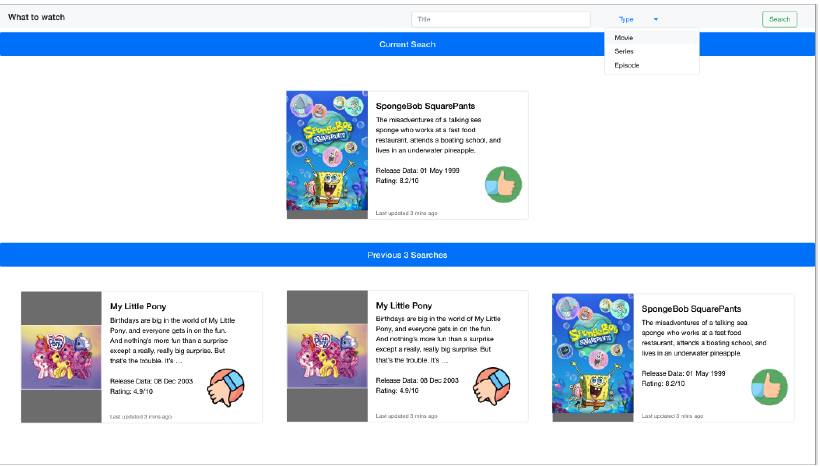 What to watch
Title
Type
Search
Movie
Series
Episode
Current Seach
SPONGEBOB
SQUAREPANTS
SpongeBob SquarePants
The misadventures of a talking sea
sponge who works at a fast food
restaurant, attends a boating school, and
lives in an underwater pineapple.
Release Data: 01 May 1999
Rating: 8.2/10
Last updated 3 mins ago
Previous 3 Searches
My Little Pony
Birthdays are big in the world of My Little
Pony, and everyone gets in on the fun.
And nothing's more fun than a surprise
except a really, really big surprise. But
that's the trouble. It's ...
Release Data: 08 Dec 2003
Rating: 4.9/10
Last updated 3 mins ago
My Little Pony
Birthdays are big in the world of My Little
Pony, and everyone gets in on the fun.
And nothing's more fun than a surprise
except a really, really big surprise. But
that's the trouble. It's ...
Release Data: 08 Dec 2003
Rating: 4.9/10
Last updated 3 mins ago
SPONGEBOB
SQUAREPANTS
SpongeBob SquarePants
The misadventures of a talking sea
sponge who works at a fast food
restaurant, attends a boating school, and
lives in an underwater pineapple.
Release Data: 01 May 1999
Rating: 8.2/10
Last updated 3 mins ago